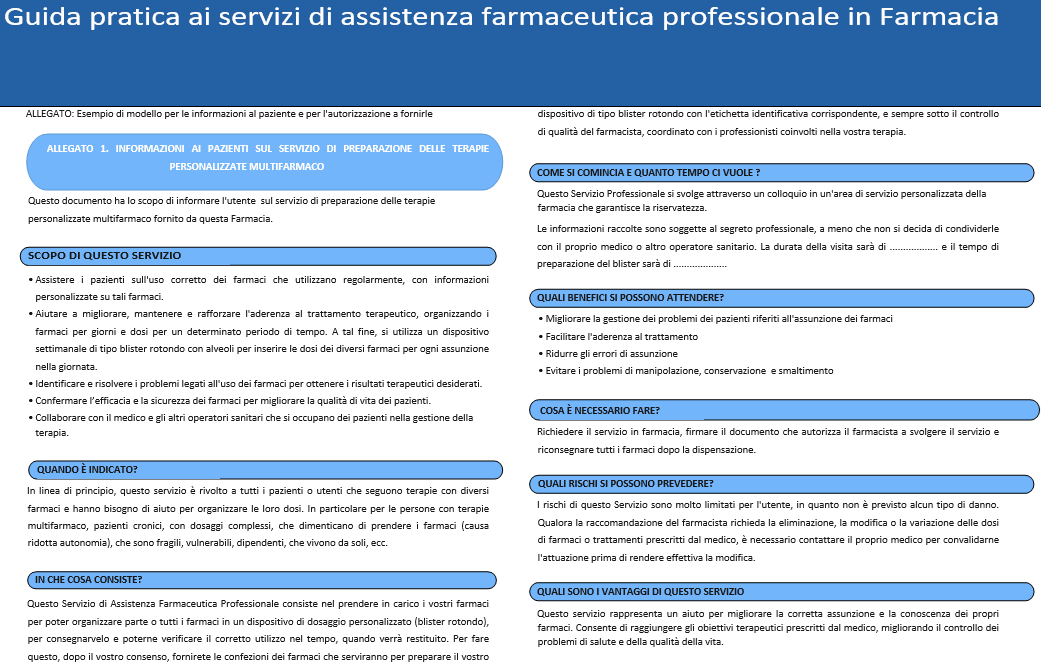 Guida pratica ai servizi di assistenza farmaceutica professionale in Farmacia
ALLEGATO: Esempio di modello per le informazioni al paziente e per l'autorizzazione a fornirle
ALLEGATO 1. INFORMAZIONI AI PAZIENTI SUL SERVIZIO DI PREPARAZIONE DELLE TERAPIE
PERSONALIZZATE MULTIFARMACO
Questo documento ha lo scopo di informare l'utente sul servizio di preparazione delle terapie
personalizzate multifarmaco fornito da questa Farmacia.
SCOPO DI QUESTO SERVIZIO
• Assistere i pazienti sull'uso corretto dei farmaci che utilizano regolarmente, con informazioni
personalizzate su tali farmaci.
• Aiutare a migliorare, mantenere e rafforzare l'aderenza al trattamento terapeutico, organizzando i
farmaci per giorni e dosi per un determinato periodo di tempo. A tal fine, si utilizza un dispositivo
settimanale di tipo blister rotondo con alveoli per inserire le dosi dei diversi farmaci per ogni assunzione
nella giornata.
• Identificare e risolvere i problemi legati all'uso dei farmaci per ottenere i risultati terapeutici desiderati.
• Confermare l'efficacia e la sicurezza dei farmaci per migliorare la qualità di vita dei pazienti.
• Collaborare con il medico e gli altri operatori sanitari che si occupano dei pazienti nella gestione della
terapia.
QUANDO È INDICATO?
In linea di principio, questo servizio è rivolto a tutti i pazienti o utenti che seguono terapie con diversi
farmaci e hanno bisogno di aiuto per organizzare le loro dosi. In particolare per le persone con terapie
multifarmaco, pazienti cronici, con dosaggi complessi, che dimenticano di prendere i farmaci (causa
ridotta autonomia), che sono fragili, vulnerabili, dipendenti, che vivono da soli, ecc.
IN CHE COSA CONSISTE?
Questo Servizio di Assistenza Farmaceutica Professionale consiste nel prendere in carico i vostri farmaci
per poter organizzare parte o tutti i farmaci in un dispositivo di dosaggio personalizzato (blister rotondo),
per consegnarvelo e poterne verificare il corretto utilizzo nel tempo, quando verrà restituito. Per fare
questo, dopo il vostro consenso, fornirete le confezioni dei farmaci che serviranno per preparare il vostro
dispositivo di tipo blister rotondo con l'etichetta identificativa corrispondente, e sempre sotto il controllo
di qualità del farmacista, coordinato con i professionisti coinvolti nella vostra terapia.
COME SI COMINCIA E QUANTO TEMPO CI VUOLE ?
Questo Servizio Professionale si svolge attraverso un colloquio in un'area di servizio personalizzata della
farmacia che garantisce la riservatezza.
Le informazioni raccolte sono soggette al segreto professionale, a meno che non si decida di condividerle
con il proprio medico o altro operatore sanitario. La durata della visita sarà di .................. e il tempo di
preparazione del blister sarà di ....................
QUALI BENEFICI SI POSSONO ATTENDERE?
• Migliorare la gestione dei problemi dei pazienti riferiti all'assunzione dei farmaci
• Facilitare l'aderenza al trattamento
• Ridurre gli errori di assunzione
• Evitare i problemi di manipolazione, conservazione e smaltimento
COSA È NECESSARIO FARE?
Richiedere il servizio in farmacia, firmare il documento che autorizza il farmacista a svolgere il servizio e
riconsegnare tutti i farmaci dopo la dispensazione.
QUALI RISCHI SI POSSONO PREVEDERE?
I rischi di questo Servizio sono molto limitati per l'utente, in quanto non è previsto alcun tipo di danno.
Qualora la raccomandazione del farmacista richieda la eliminazione, la modifica o la variazione delle dosi
di farmaci o trattamenti prescritti dal medico, è necessario contattare il proprio medico per convalidarne
l'attuazione prima di rendere effettiva la modifica.
QUALI SONO I VANTAGGI DI QUESTO SERVIZIO
Questo servizio rappresenta un aiuto per migliorare la corretta assunzione e la conoscenza dei propri
farmaci. Consente di raggiungere gli obiettivi terapeutici prescritti dal medico, migliorando il controllo dei
problemi di salute e della qualità della vita.